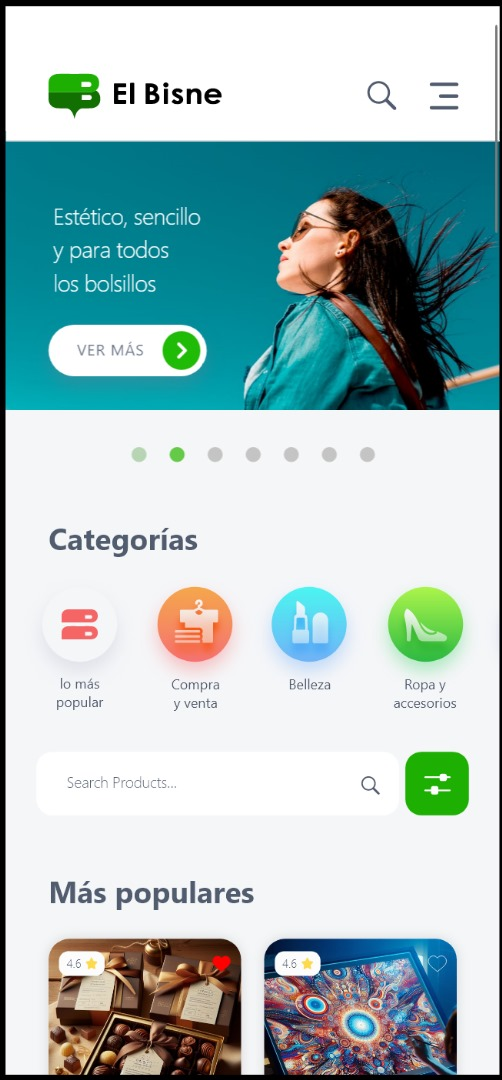 El Bisne
Estético, sencillo
y para todos
los bolsillos
VER MÁS
Categorías
lo más
popular
Compra
y venta
Belleza
Ropa y
accesorios
Search Products...
Más populares
4.6
4.6